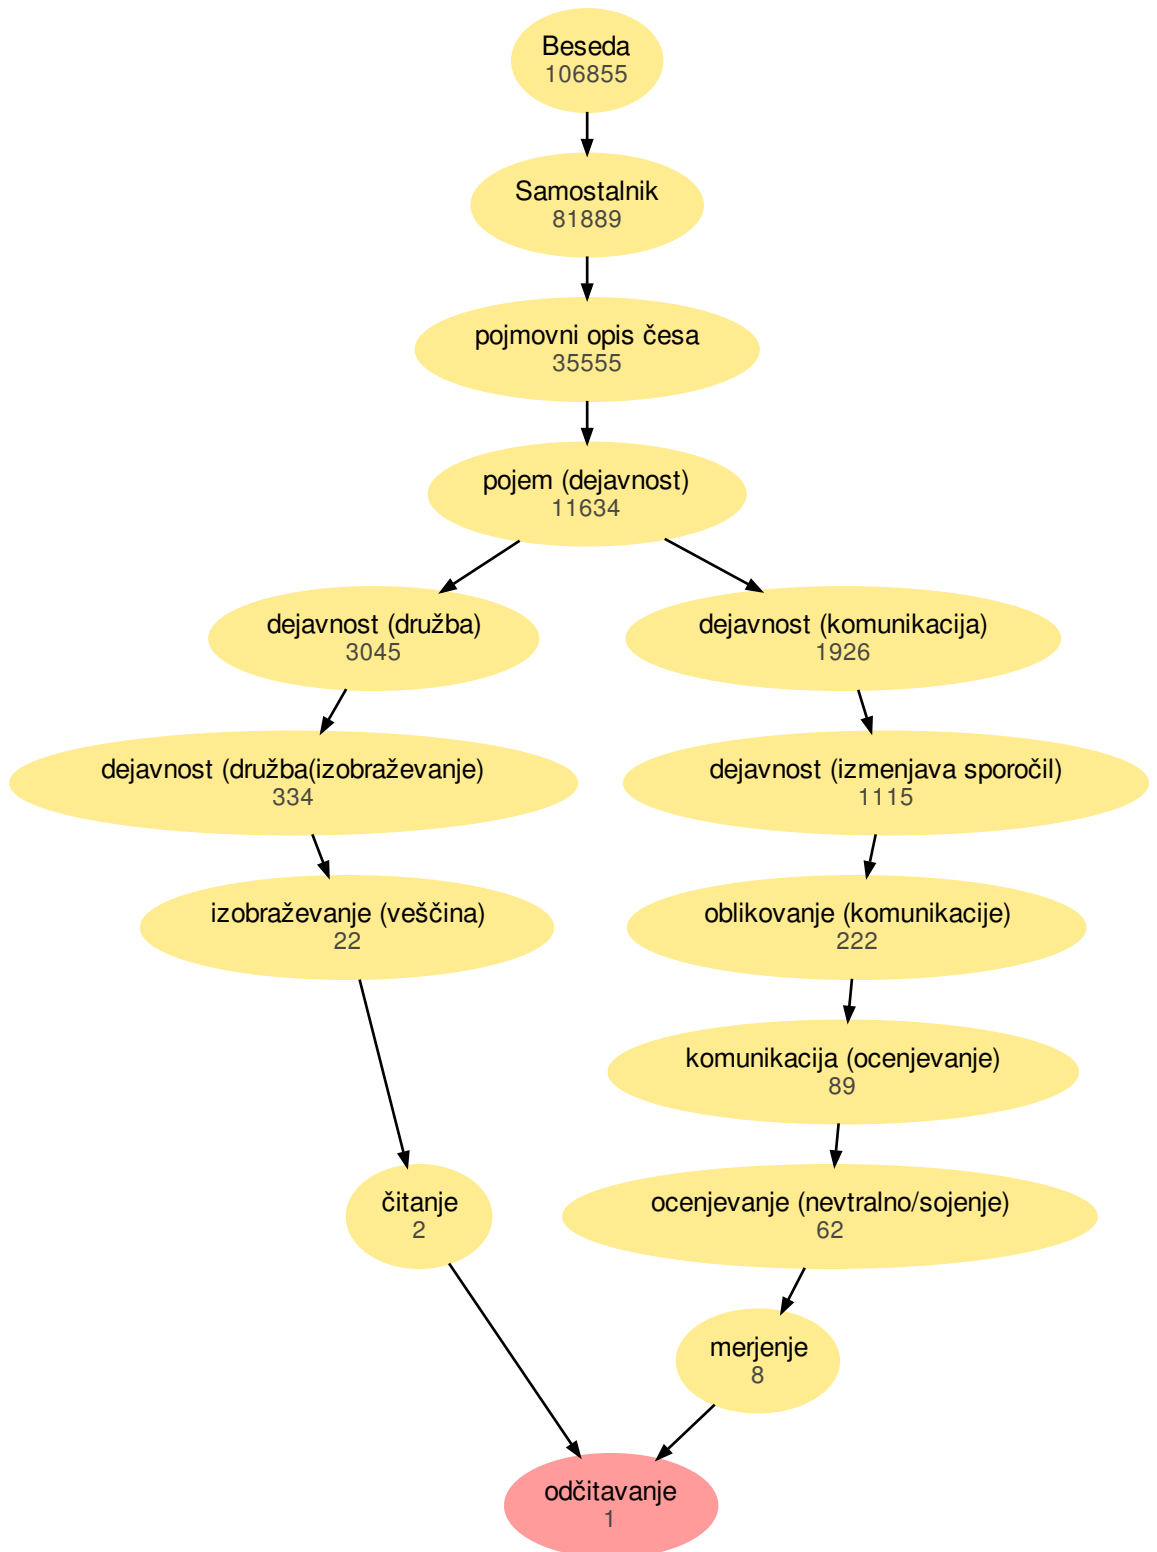 Beseda
106855
Samostalnik
81889
pojmovni opis česa
35555
pojem (dejavnost)
11634
dejavnost (družba)
3045
dejavnost (komunikacija)
1926
dejavnost (družba(izobraževanje)
334
dejavnost (izmenjava sporočil)
1115
izobraževanje (veščina)
22
oblikovanje (komunikacije)
222
komunikacija (ocenjevanje)
89
čitanje
2
ocenjevanje (nevtralno/sojenje)
62
merjenje
8
odčitavanje
1